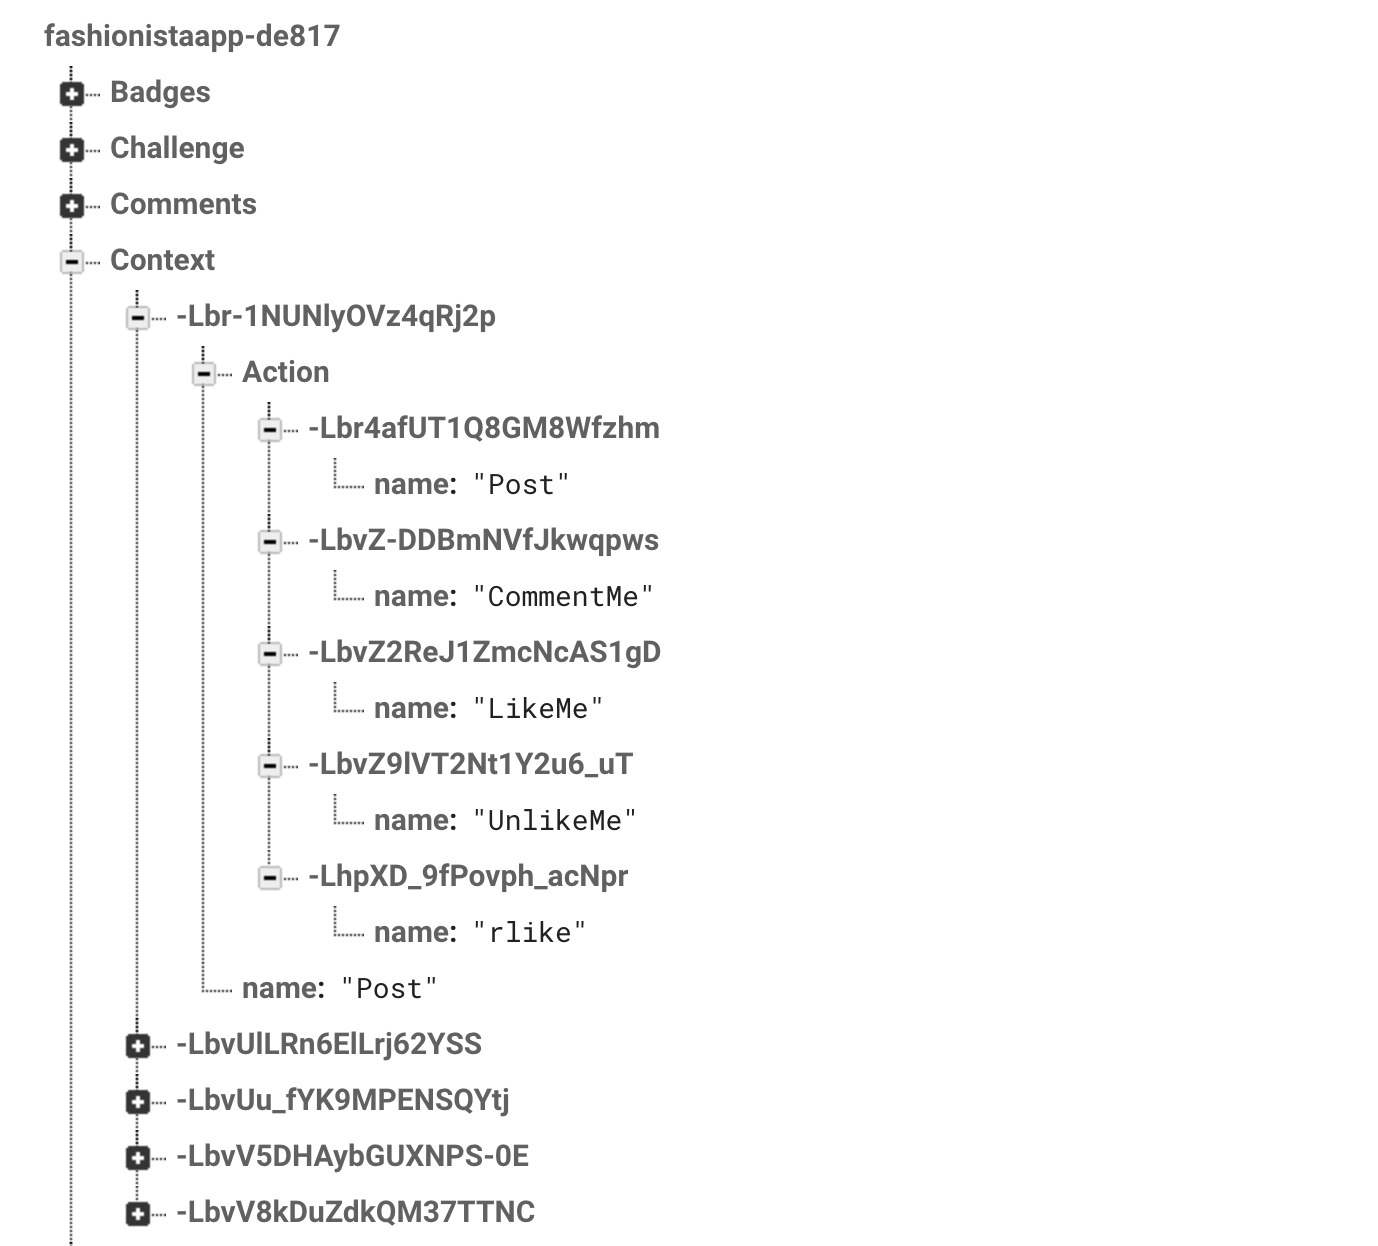 fashionistaapp-de817
Badges
Challenge
Comments
Context
-Lbr-1NUNlyOVz4qRj2p
Action
-Lbr4afUT1Q8GM8Wfzhm
name: "Post"
-LbvZ-DDBmNVfJkwqpws
name: "CommentMe"
-LbvZ2ReJ1ZmcNcAS1gD
name: "LikeMe"
-LbvZ9lVT2Nt1Y2u6_uT
name: "UnlikeMe"
-LhpXD_9fPovph_acNpr
name: "rlike"
name: "Post"
-LbvUlLRn6ElLrj62YSS
-LbvUu_fYK9MPENSQYtj
-LbvV5DHAybGUXNPS-0E
-LbvV8kDuZdkQM37TTNC